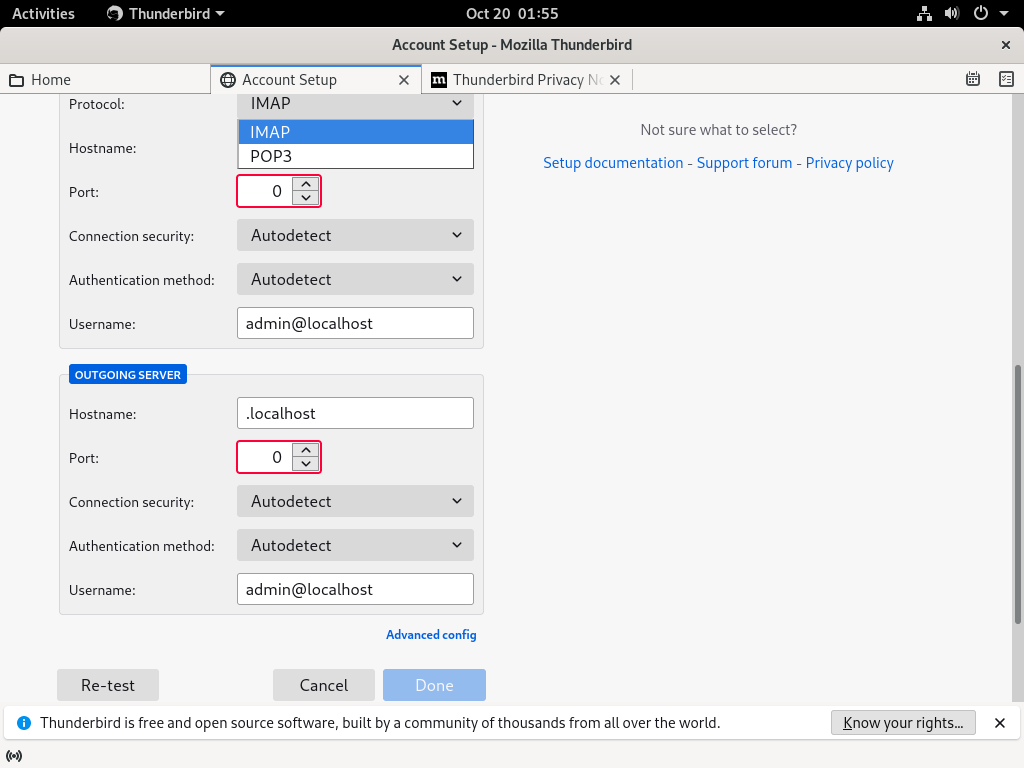 Activities
Thunderbird
Oct 20 01:55
Account Setup - Mozilla Thunderbird
Home
Account Setup
Thunderbird Privacy No
Protocol:
IMAP
IMAP
POP3
Hostname:
Port:
0
Connection security:
Autodetect
Authentication method:
Autodetect
Username:
admin@localhost
OUTGOING SERVER
Hostname:
.localhost
Port:
0
Connection security:
Autodetect
Authentication method:
Autodetect
Username:
admin@localhost
Advanced config
Re-test
Cancel
Done
Not sure what to select?
Setup documentation - Support forum - Privacy policy
Thunderbird is free and open source software, built by a community of thousands from all over the world.
Know your rights...